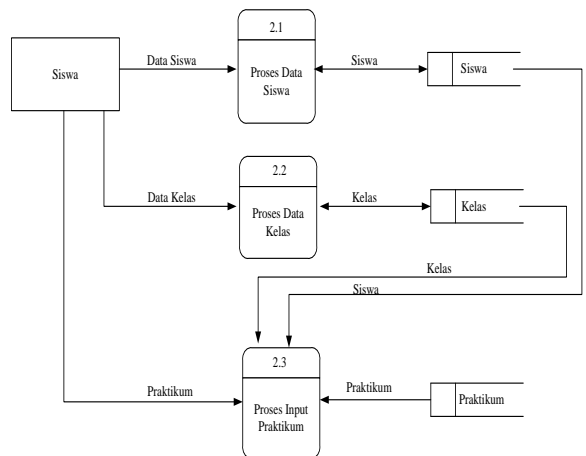 2.1
Data Siswa
Siswa
Siswa
Siswa
Proses Data
Siswa
2.2
Data Kelas
Kelas
Kelas
Proses Data
Kelas
Kelas
Siswa
2.3
Praktikum
Praktikum
Praktikum
Proses Input
Praktikum